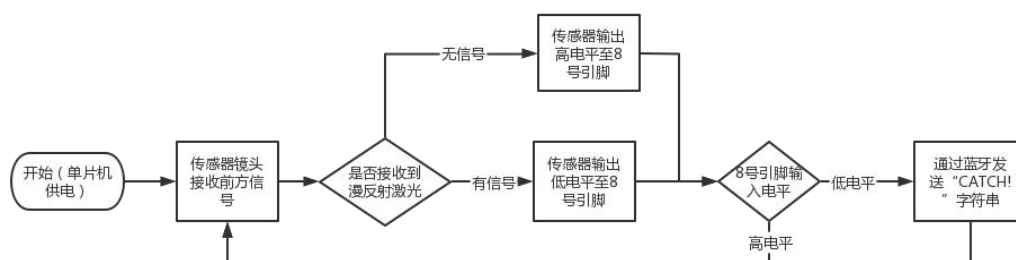 传感器输出
高电平至8
号引脚
无信号
开始（单片机
供电）
传感器镜头
接收前方信
号
是否接收到
漫反射激光
有信号
传感器输出
低电平至8
号引脚
8号引脚输
入电平
低电平
通过蓝牙发
送“CATCH!
”字符串
高电平